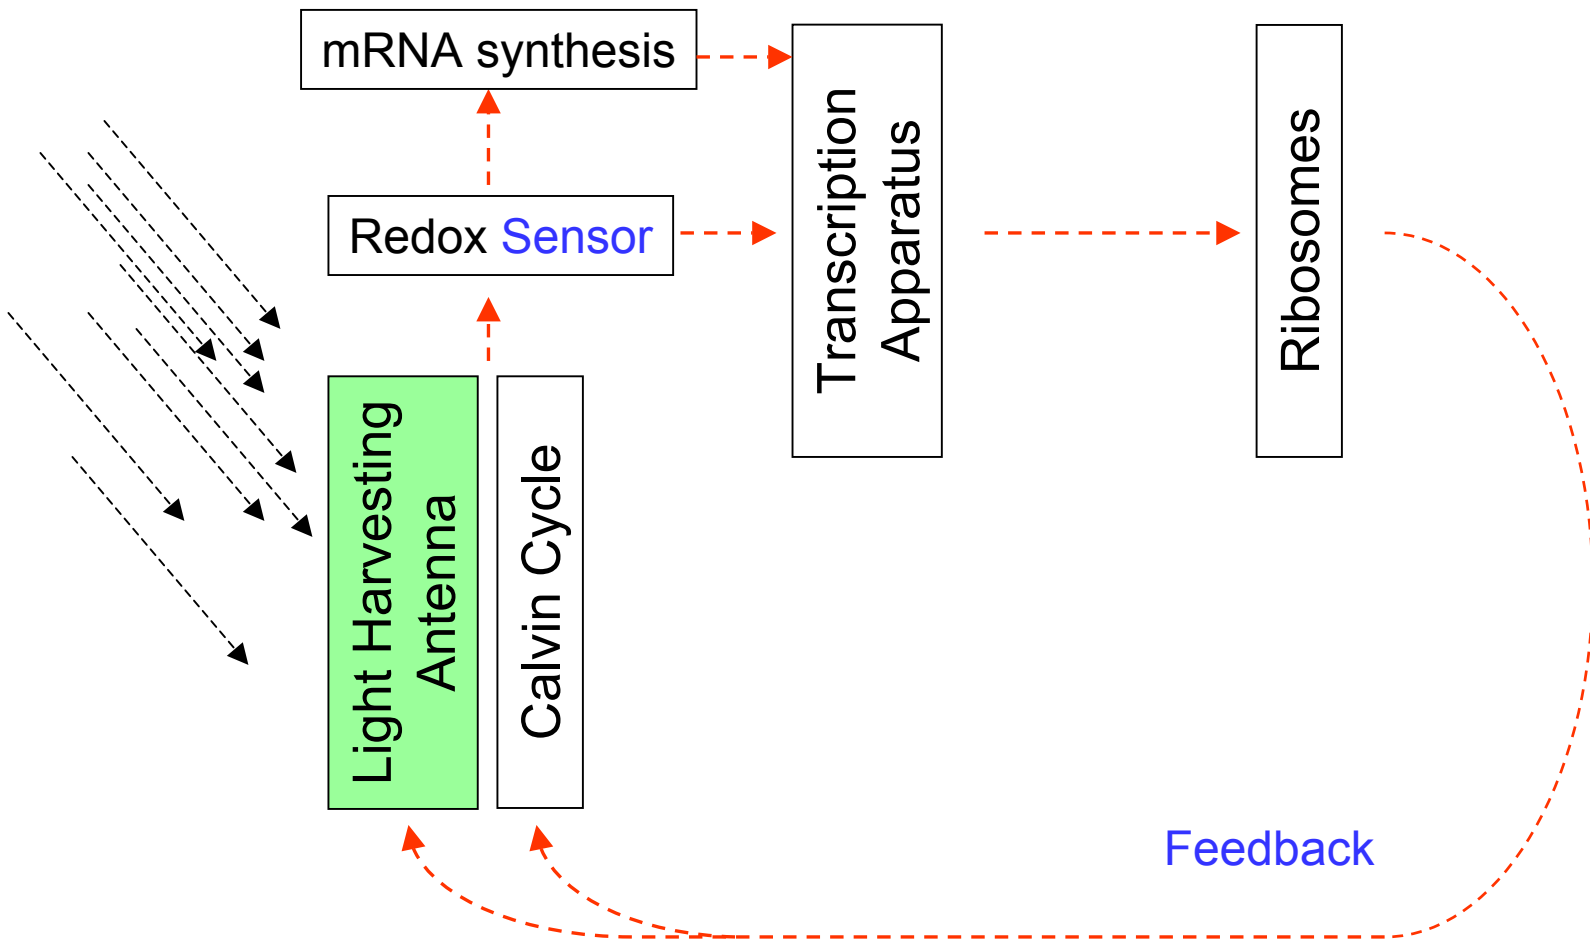 mRNA synthesis
Redox Sensor
Light Harvesting
Antenna
Calvin Cycle
Transcription
Apparatus
Ribosomes
Feedback